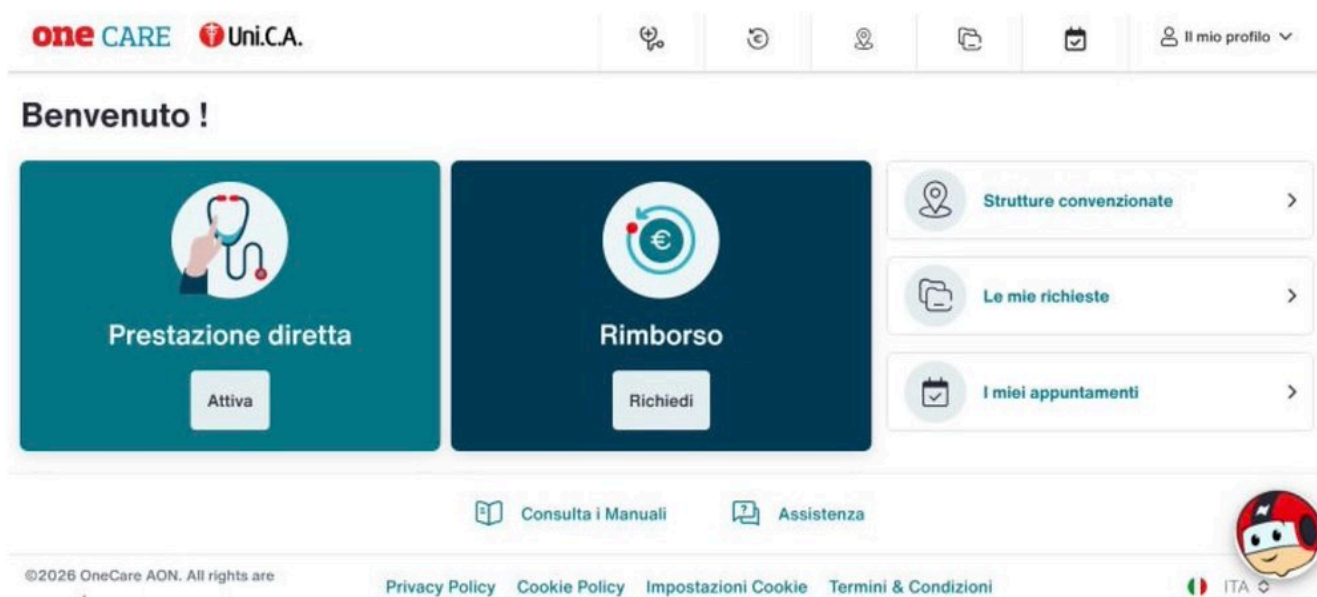 one CARE Uni.C.A.
Il mio profilo
Benvenuto !
Prestazione diretta
Attiva
Rimborso
Richiedi
Strutture convenzionate
Le mie richieste
I miei appuntamenti
Consulta i Manuali
Assistenza
©2026 OneCare AON. All rights are
Privacy Policy Cookie Policy Impostazioni Cookie Termini & Condizioni
ITA